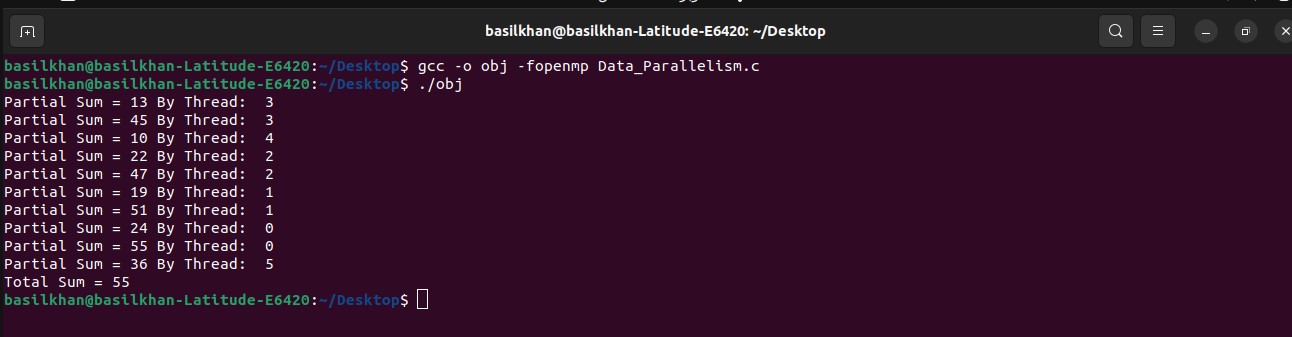 basilkhan@basilkhan-Latitude-E6420: ~/Desktop
basilkhan@basilkhan-Latitude-E6420:~/Desktop$ gcc -o obj -fopenmp Data_Parallelism.c
basilkhan@basilkhan-Latitude-E6420:~/Desktop$ ./obj
Partial Sum = 13 By Thread:  3
Partial Sum = 45 By Thread:  3
Partial Sum = 10 By Thread:  4
Partial Sum = 22 By Thread:  2
Partial Sum = 47 By Thread:  2
Partial Sum = 19 By Thread:  1
Partial Sum = 51 By Thread:  1
Partial Sum = 24 By Thread:  0
Partial Sum = 55 By Thread:  0
Partial Sum = 36 By Thread:  5
Total Sum = 55
basilkhan@basilkhan-Latitude-E6420:~/Desktop$